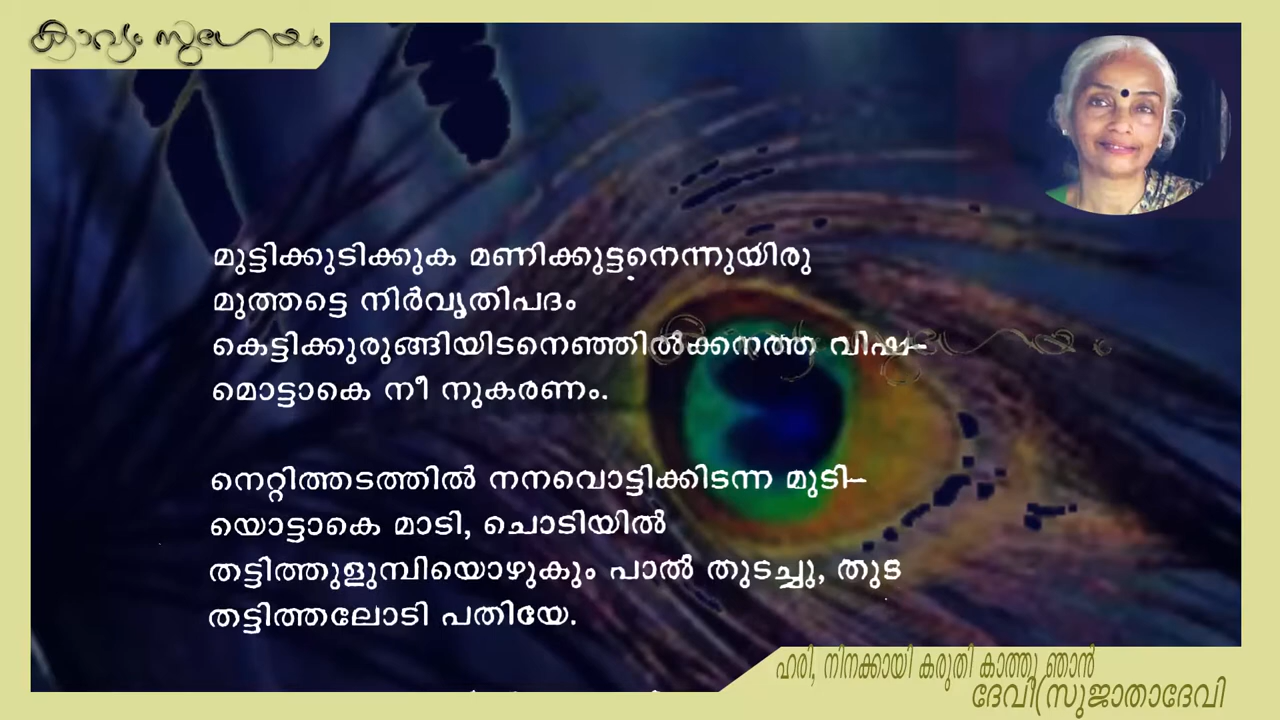 കാവ്യം സുഗേയം
മുട്ടിക്കുടിക്കുക മണിക്കുട്ടനെന്നുയിരു
മുത്തട്ടെ നിർവൃതിപദം
കെട്ടിക്കുരുങ്ങിയിടനെഞ്ഞിൽക്കനത്ത വിഷ-
മൊട്ടാകെ നീ നുകരണം.
നെറ്റിത്തടത്തിൽ നനവൊട്ടിക്കിടന്ന മുടി-
യൊട്ടാകെ മാടി, ചൊടിയിൽ
തട്ടിത്തുളുമ്പിയൊഴുകും പാൽ തുടച്ചു, തുട
തട്ടിത്തലോടി പതിയേ.
ഹരി, നിനക്കായി കരുതി കാത്തു ഞാൻ
ദേവി(സുജാതാദേവി